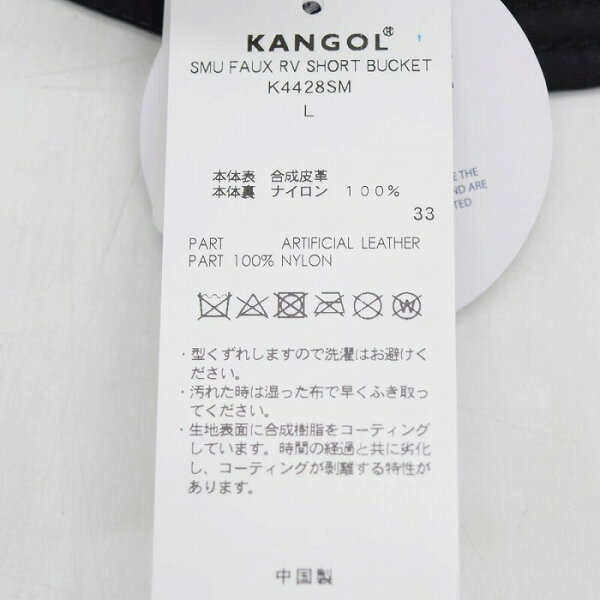 KANGOL®
SMU FAUX RV SHORT BUCKET
K4428SM
L
本体表 合成皮革
本体裏 ナイロン 100%
33
PART ARTIFICIAL LEATHER
PART 100% NYLON
W
・型くずれしますので洗濯はお避けく
ださい。
・汚れた時は湿った布で早くふき取っ
てください。
・生地表面に合成樹脂をコーティング
しています。時間の経過と共に劣化
し、コーティングが剥離する特性が
あります。
中国製
THE
ND ARE
TED